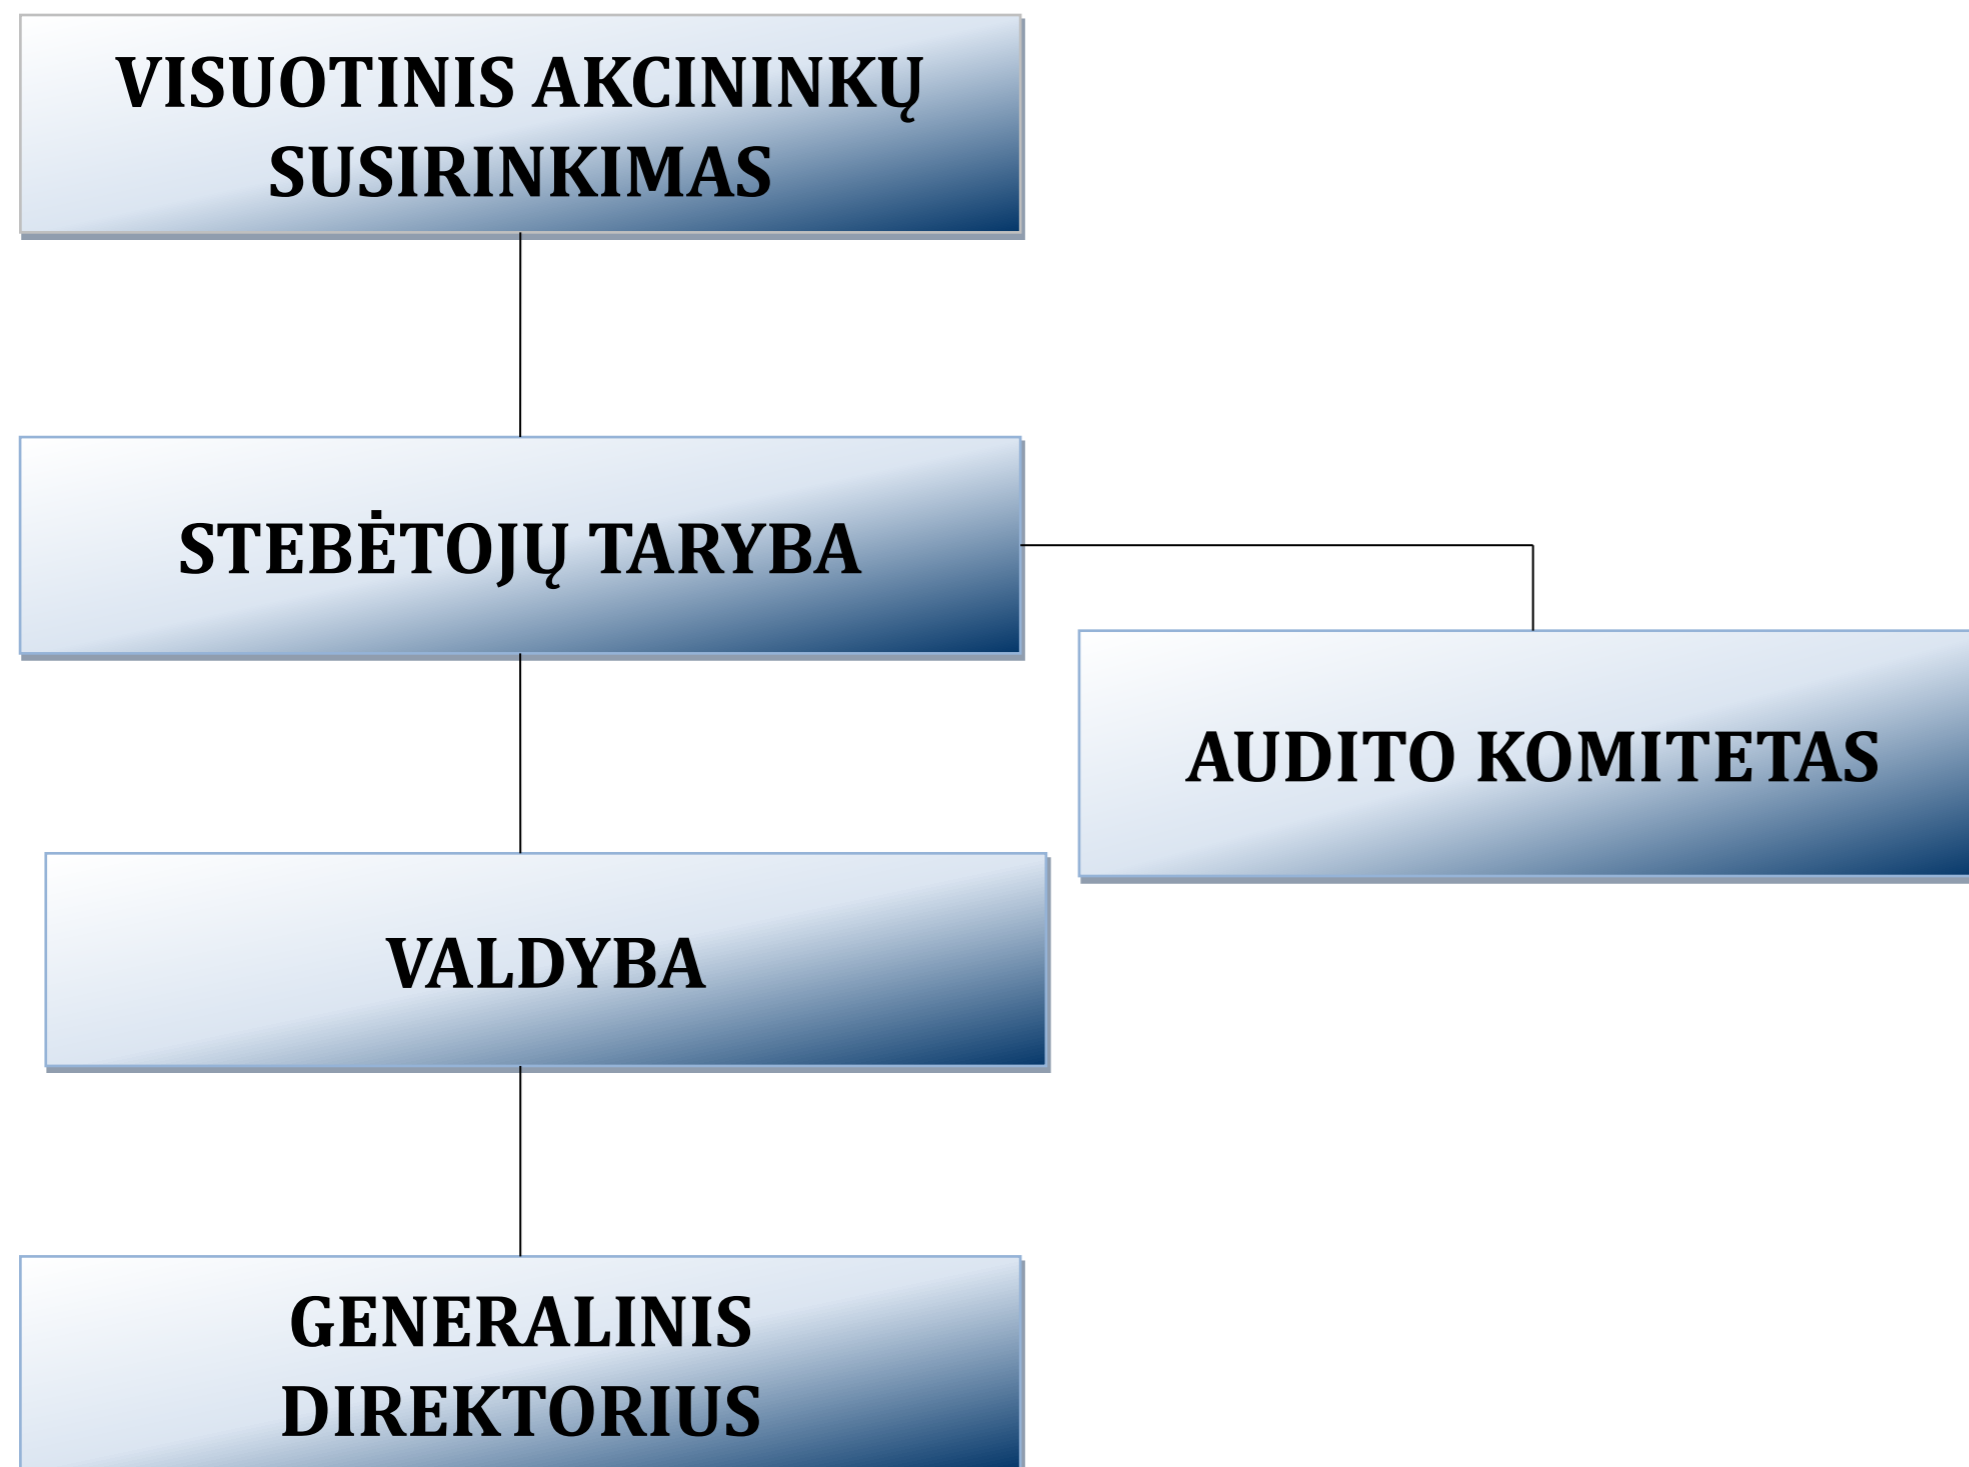 VISUOTINIS AKCININKŲ
SUSIRINKIMAS
STEBĖTOJŲ TARYBA
AUDITO KOMITETAS
VALDYBA
GENERALINIS
DIREKTORIUS